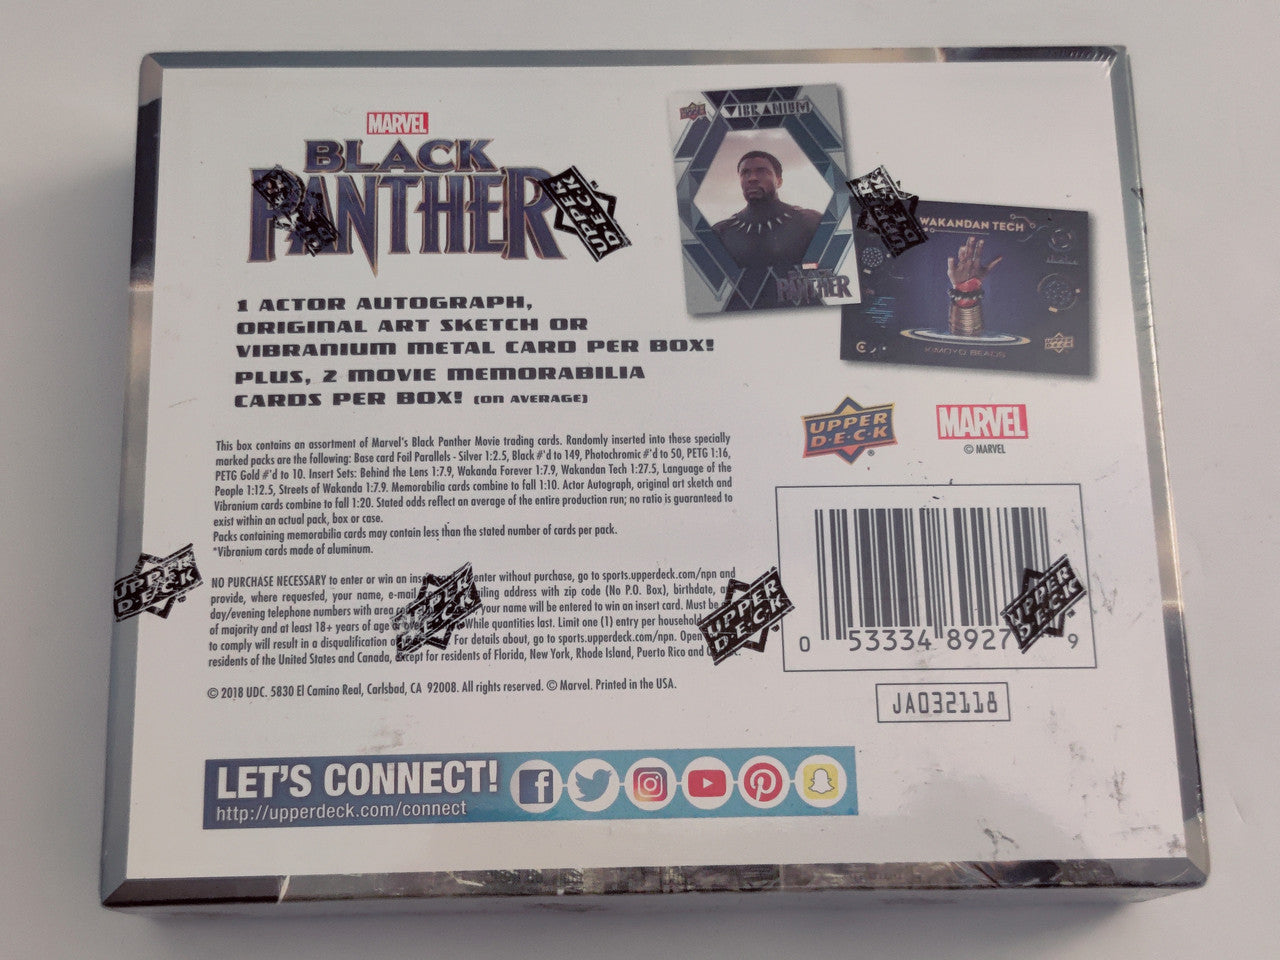 MARVEL
BLACK
PANTHER
UPPER DECK
UPPER DECK
VIBRANIUM
BLACK
PANTHER
UPPER DECK
WAKANDAN TECH
KIMOYO BEADS
UPPER DECK
1 ACTOR AUTOGRAPH,
ORIGINAL ART SKETCH OR
VIBRANIUM METAL CARD PER BOX!
PLUS, 2 MOVIE MEMORABILIA
CARDS PER BOX! (ON AVERAGE)
UPPER D·E·C·K ®
MARVEL
© MARVEL
This box contains an assortment of Marvel's Black Panther Movie trading cards. Randomly inserted into these specially
marked packs are the following: Base card Foil Parallels - Silver 1:2.5, Black #'d to 149, Photochromic #'d to 50, PETG 1:16,
PETG Gold #'d to 10. Insert Sets: Behind the Lens 1:7.9, Wakanda Forever 1:7.9, Wakandan Tech 1:27.5, Language of the
People 1:12.5, Streets of Wakanda 1:7.9. Memorabilia cards combine to fall 1:10. Actor Autograph, original art sketch and
Vibranium cards combine to fall 1:20. Stated odds reflect an average of the entire production run; no ratio is guaranteed to
exist within an actual pack, box or case.
Packs containing memorabilia cards may contain less than the stated number of cards per pack.
*Vibranium cards made of aluminum.
NO PURCHASE NECESSARY to enter or win an enter without purchase, go to sports.upperdeck.com/npn and
provide, where requested, your name, e-mail mailing address with zip code (No P.O. Box), birthdate,
day/evening telephone numbers with area your name will be entered to win an insert card. Must be
of majority and at least 18+ years of age & While quantities last. Limit one (1) entry per household.
to comply will result in a disqualification For details about, go to sports.upperdeck.com/npn. Open
residents of the United States and Canada, except for residents of Florida, New York, Rhode Island, Puerto Rico and
© 2018 UDC. 5830 El Camino Real, Carlsbad, CA 92008. All rights reserved. © Marvel. Printed in the USA.
UPPER D·E·C·K
UPPER DECK
UPPER D·E·C·K
UPPER D·E·C·K
0 53334 8927 9
JA032118
LET'S CONNECT!
http://upperdeck.com/connect